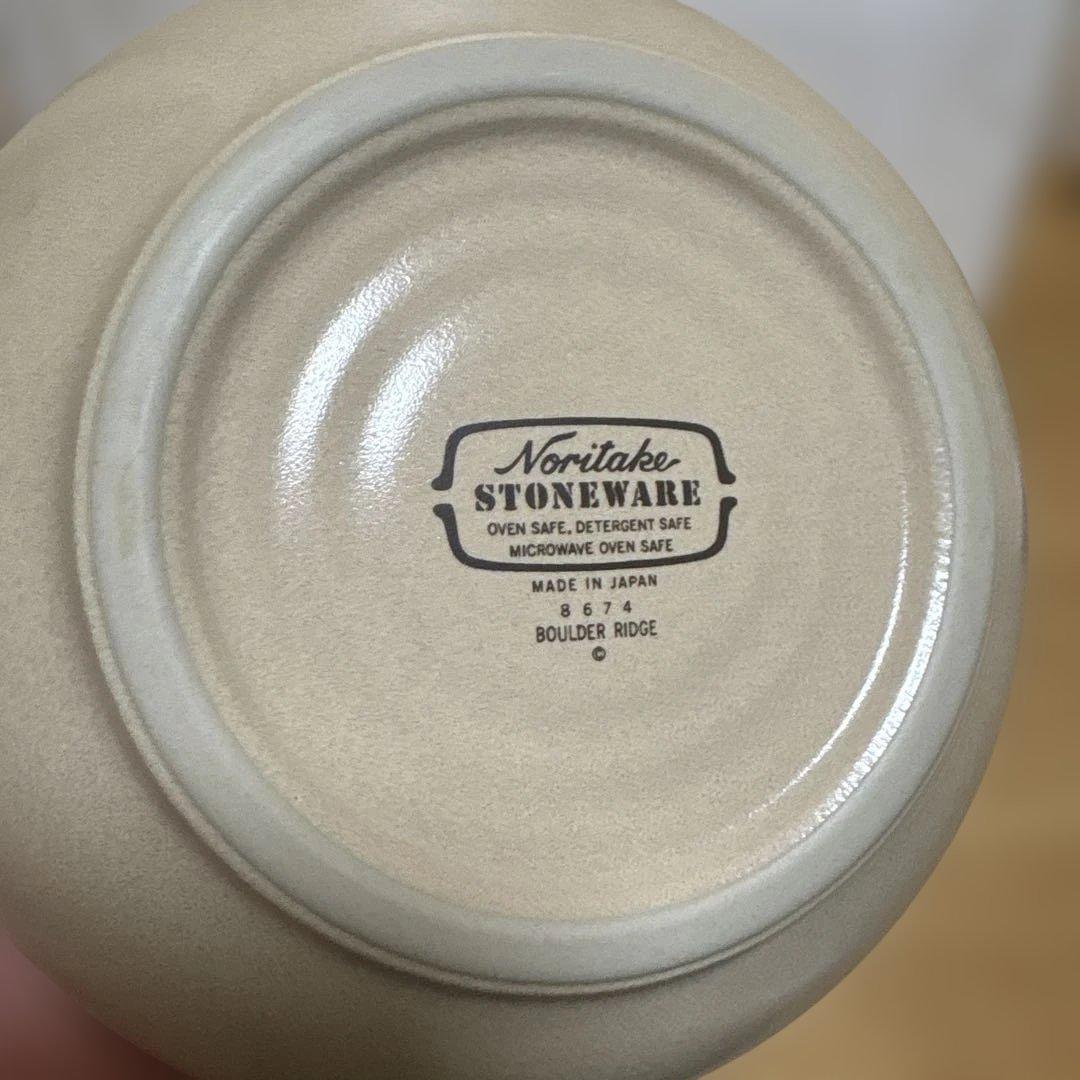 Noritake
STONEWARE
OVEN SAFE, DETERGENT SAFE
MICROWAVE OVEN SAFE
MADE IN JAPAN
8674
BOULDER RIDGE
©